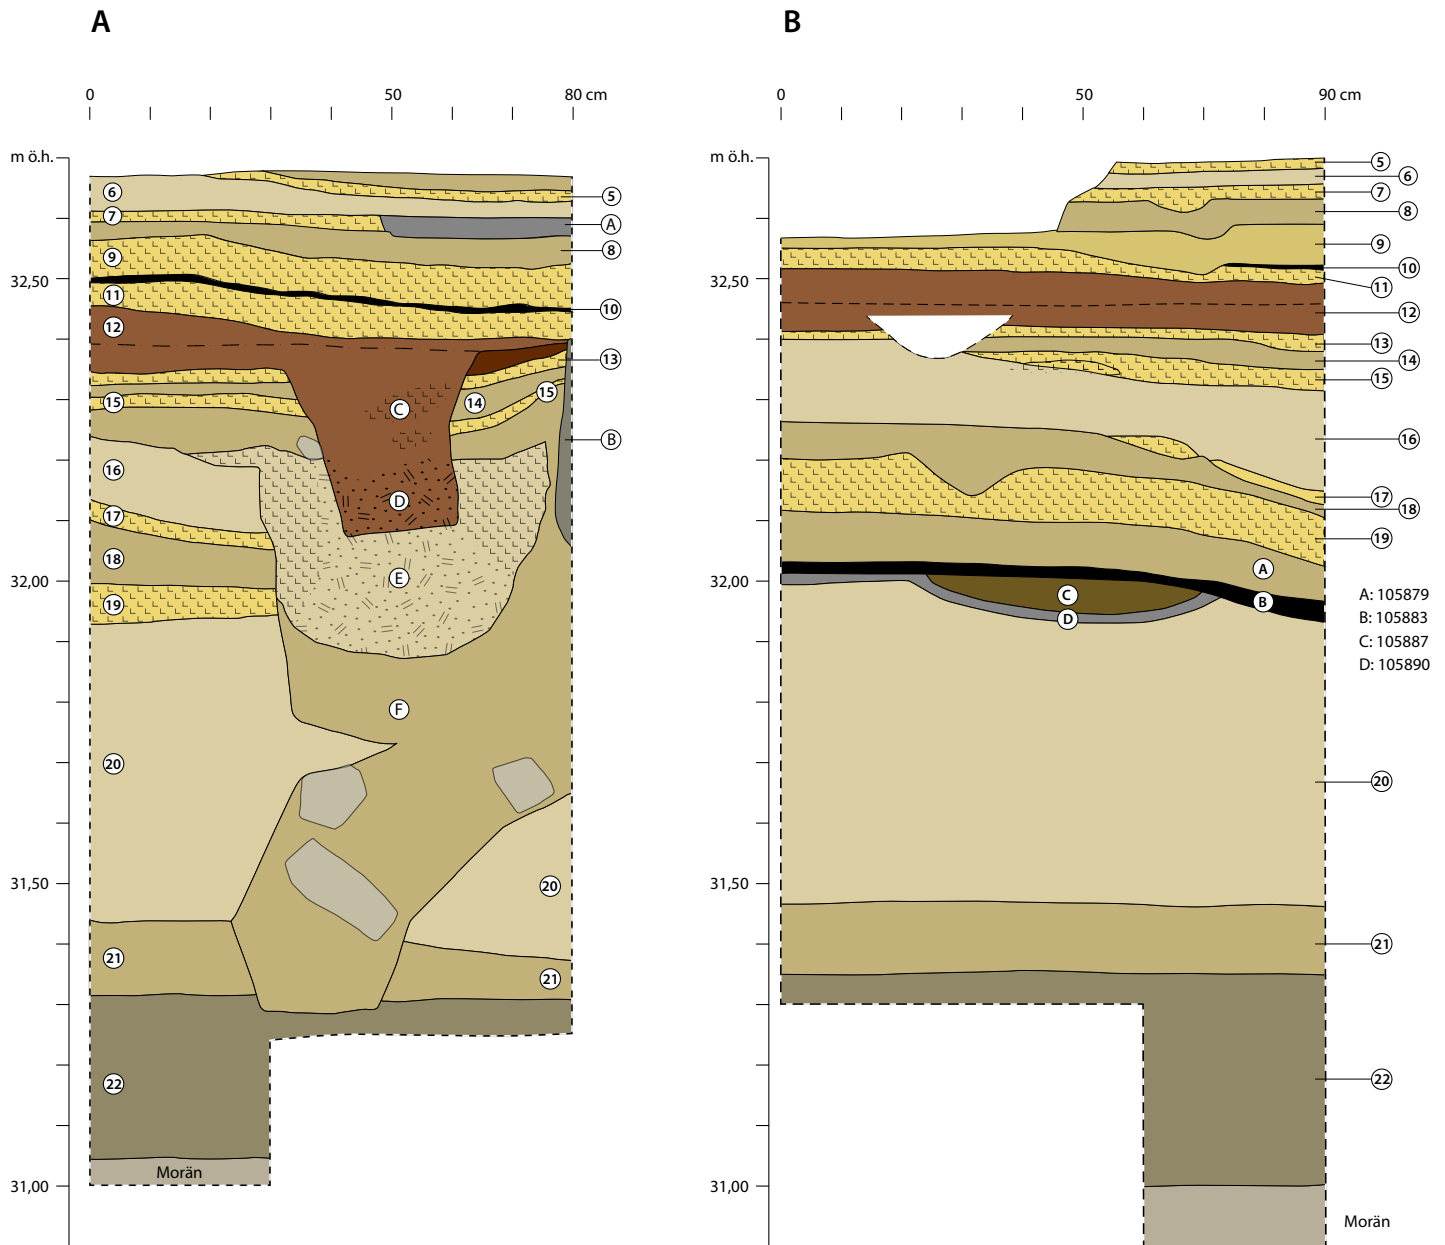 A
B
0 50 80 cm
0 50 90 cm
m ö.h.
32,50
32,00
31,50
31,00
6
7
9
11
12
15
16
17
18
19
20
21
22
Morän
5
A
8
10
13
15
14
B
C
D
E
F
20
21
m ö.h.
32,50
32,00
31,50
31,00
5
6
7
8
9
10
11
12
13
14
15
16
17
18
19
A
B
C
D
A: 105879
B: 105883
C: 105887
D: 105890
20
21
22
Morän